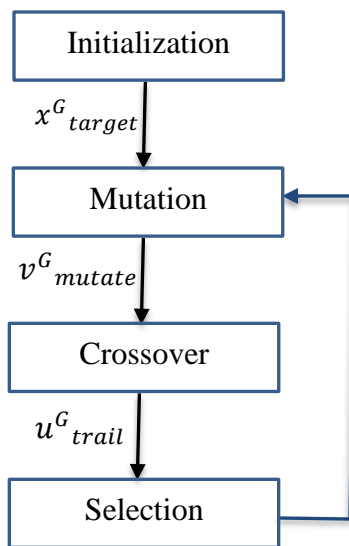 Initialization
x^G_target
Mutation
v^G_mutate
Crossover
u^G_trail
Selection